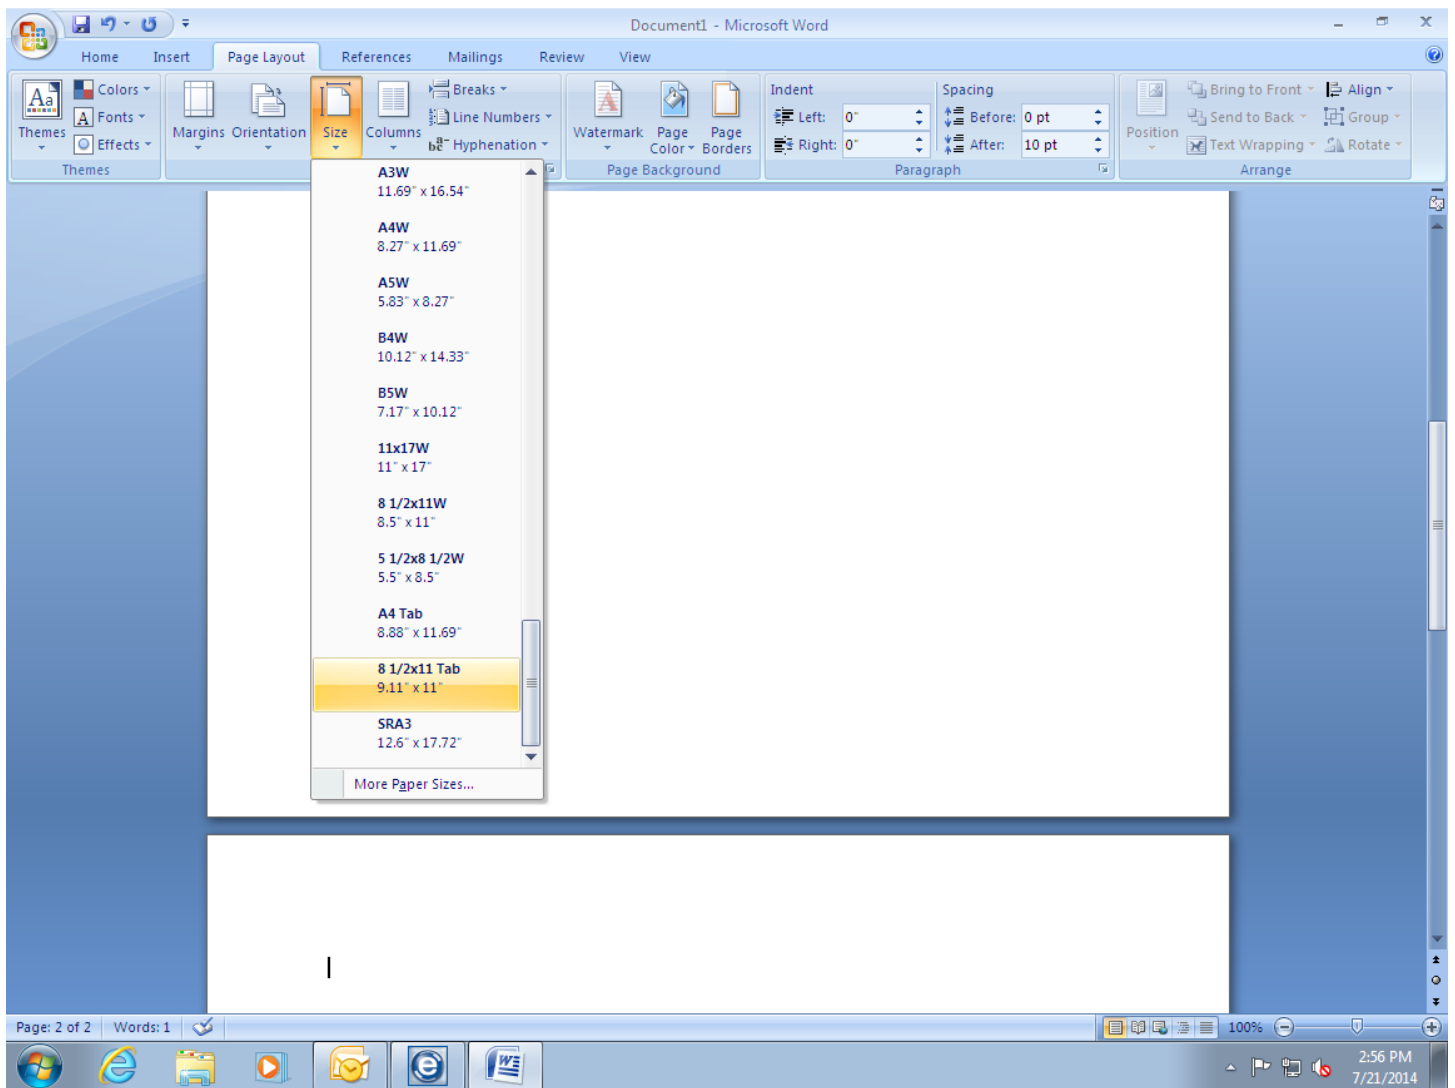 Document1 - Microsoft Word
Home Insert Page Layout References Mailings Review View
Aa Colors Breaks Indent Spacing Bring to Front Align
A Fonts Line Numbers Left: 0" Before: 0 pt Send to Back Group
Themes Effects Margins Orientation Size Columns Hyphenation Watermark Page Color Page Borders Right: 0" After: 10 pt Position Text Wrapping Rotate
Themes Page Background Paragraph Arrange
A3W
11.69" x 16.54"
A4W
8.27" x 11.69"
A5W
5.83" x 8.27"
B4W
10.12" x 14.33"
B5W
7.17" x 10.12"
11x17W
11" x 17"
8 1/2x11W
8.5" x 11"
5 1/2x8 1/2W
5.5" x 8.5"
A4 Tab
8.88" x 11.69"
8 1/2x11 Tab
9.11" x 11"
SRA3
12.6" x 17.72"
More Paper Sizes...
Page: 2 of 2 Words: 1 100%
2:56 PM
7/21/2014